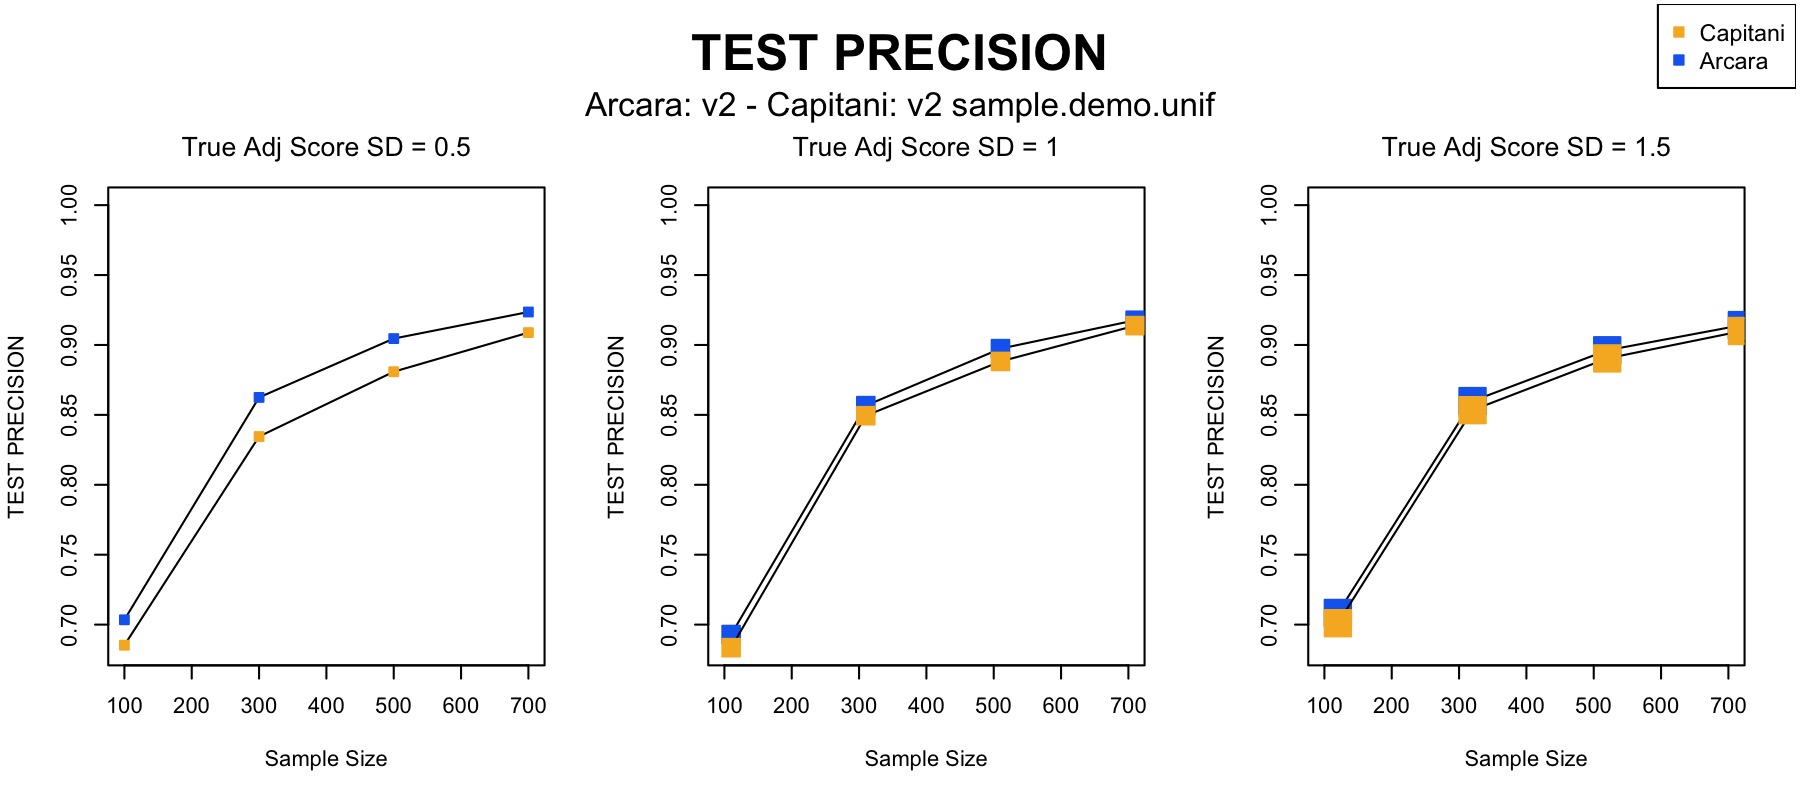 TEST PRECISION
Arcara: v2 - Capitani: v2 sample.demo.unif
Capitani
Arcara
True Adj Score SD = 0.5
1.00
0.95
0.90
0.85
0.80
0.75
0.70
TEST PRECISION
100 200 300 400 500 600 700
Sample Size
True Adj Score SD = 1
1.00
0.95
0.90
0.85
0.80
0.75
0.70
TEST PRECISION
100 200 300 400 500 600 700
Sample Size
True Adj Score SD = 1.5
1.00
0.95
0.90
0.85
0.80
0.75
0.70
TEST PRECISION
100 200 300 400 500 600 700
Sample Size